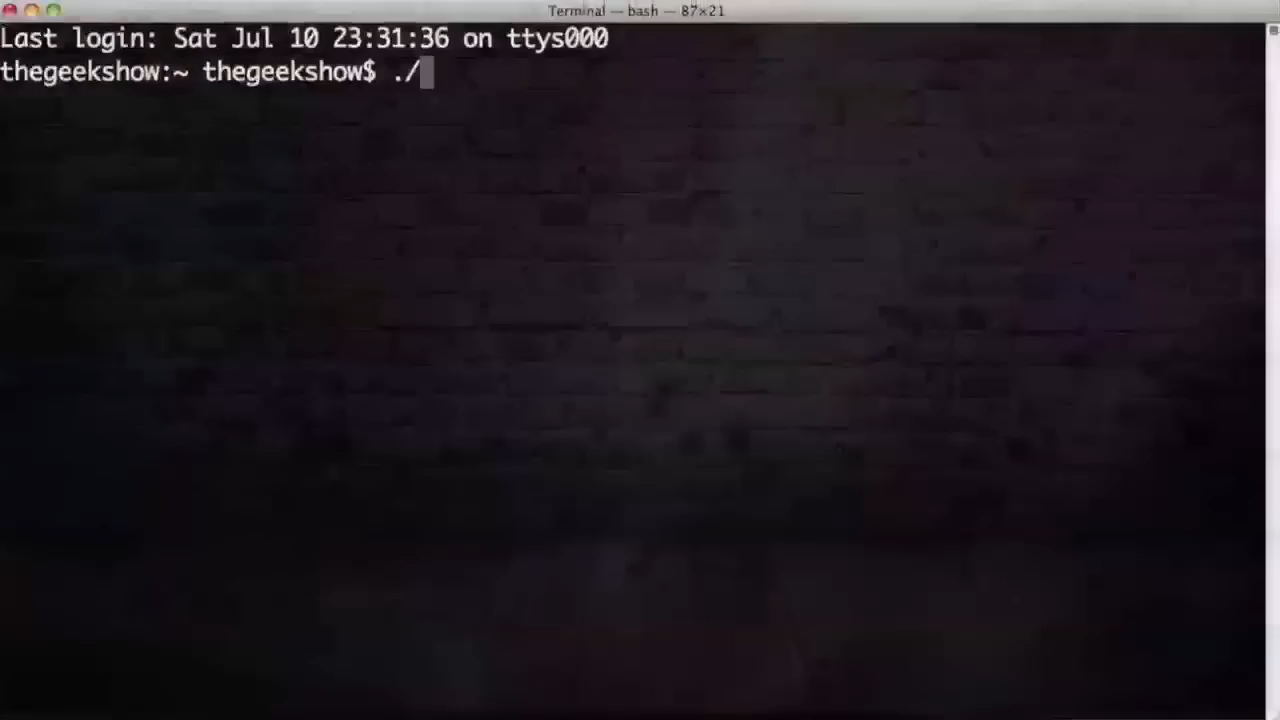 Terminal — bash — 87×21
Last login: Sat Jul 10 23:31:36 on ttys000
thegeekshow:~ thegeekshow$ ./